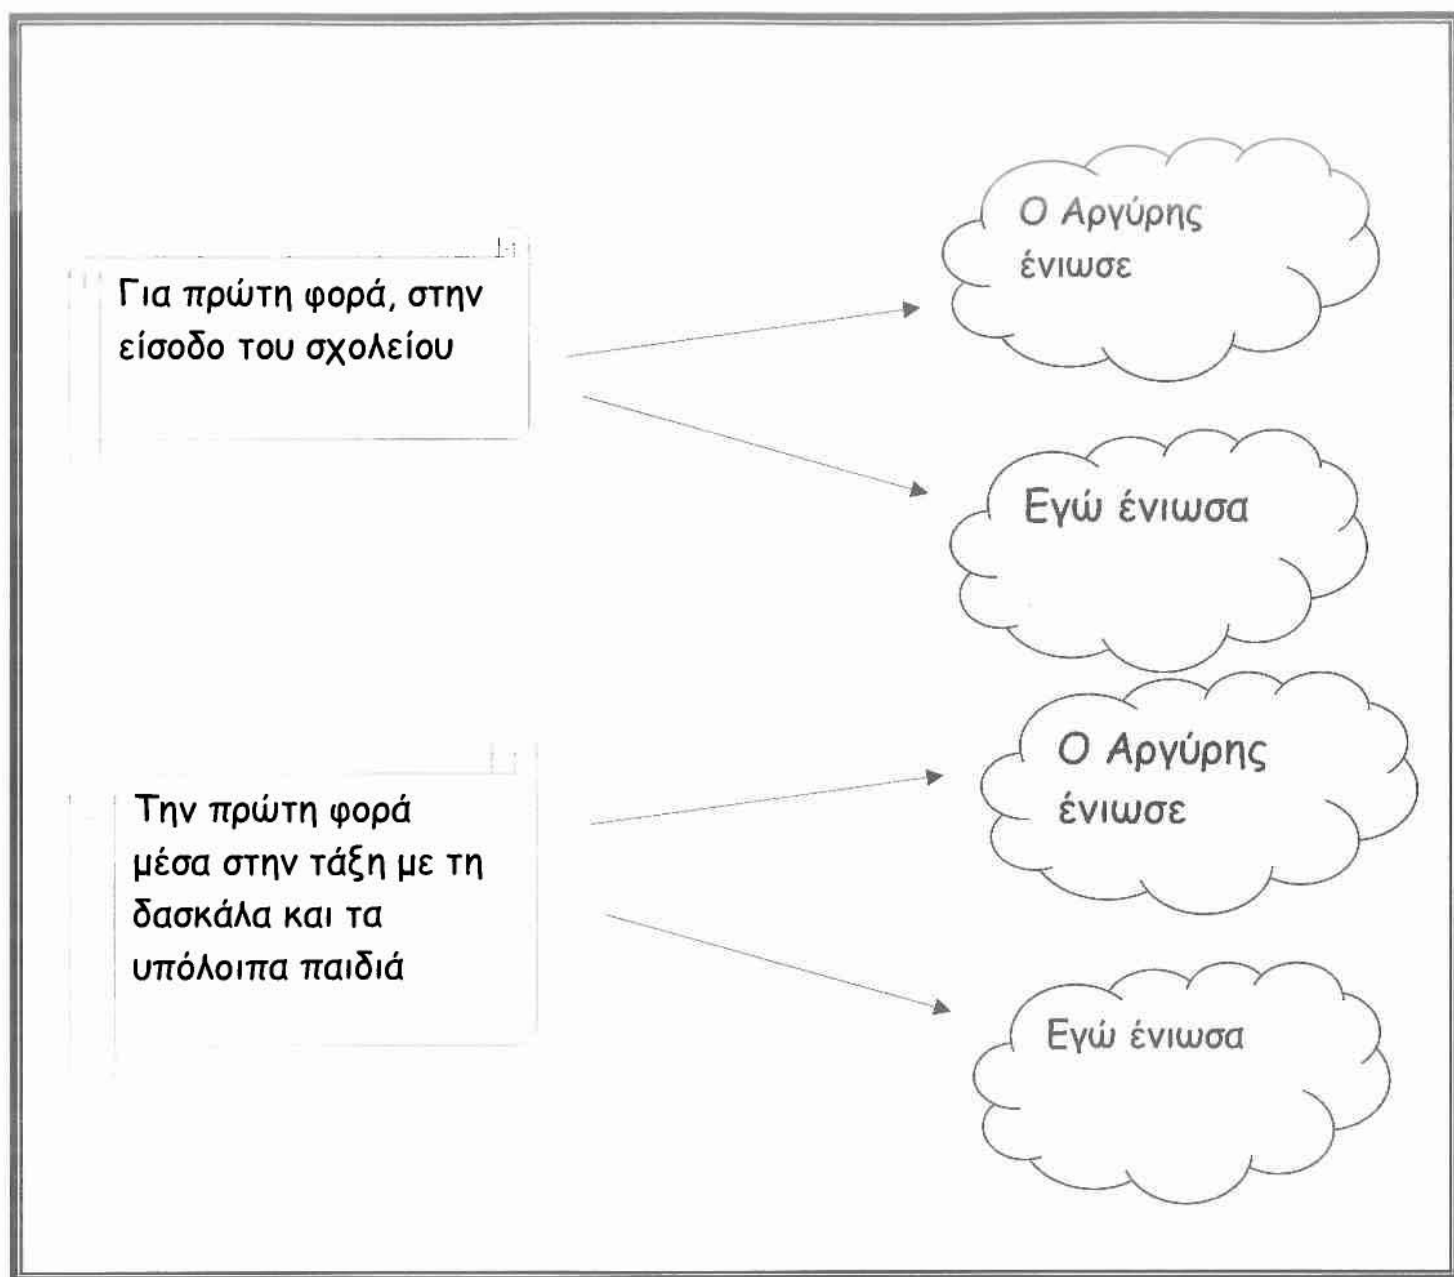 Για πρώτη φορά, στην
είσοδο του σχολείου
Ο Αργύρης
ένιωσε
Εγώ ένιωσα
Την πρώτη φορά
μέσα στην τάξη με τη
δασκάλα και τα
υπόλοιπα παιδιά
Ο Αργύρης
ένιωσε
Εγώ ένιωσα